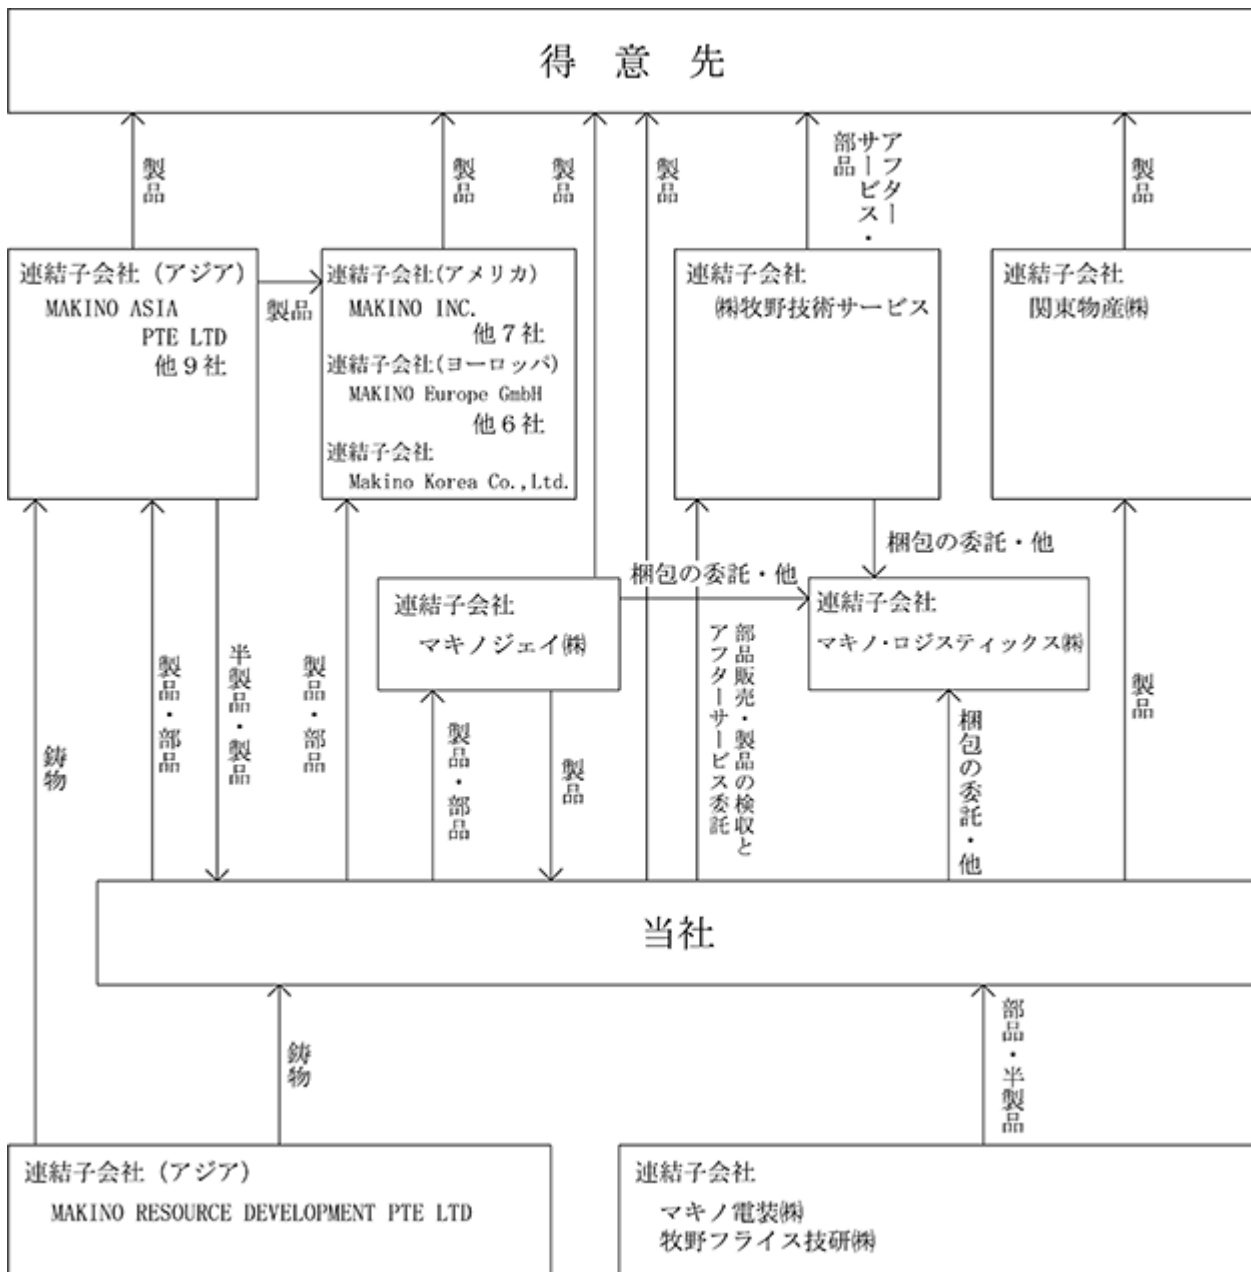 得意先
製品
製品
製品
製品
アフター
サービス・
部品
製品
連結子会社（アジア）
MAKINO ASIA
PTE LTD
他９社
製品
連結子会社(アメリカ)
MAKINO INC.
他７社
連結子会社(ヨーロッパ)
MAKINO Europe GmbH
他６社
連結子会社
Makino Korea Co.,Ltd.
連結子会社
㈱牧野技術サービス
連結子会社
関東物産㈱
梱包の委託・他
梱包の委託・他
連結子会社
マキノジェイ㈱
連結子会社
マキノ・ロジスティックス㈱
鋳物
製品・部品
半製品・製品
製品・部品
製品・部品
製品
部品販売・製品の検収と
アフターサービス委託
梱包の委託・他
製品
当社
鋳物
部品・半製品
連結子会社（アジア）
MAKINO RESOURCE DEVELOPMENT PTE LTD
連結子会社
マキノ電装㈱
牧野フライス技研㈱